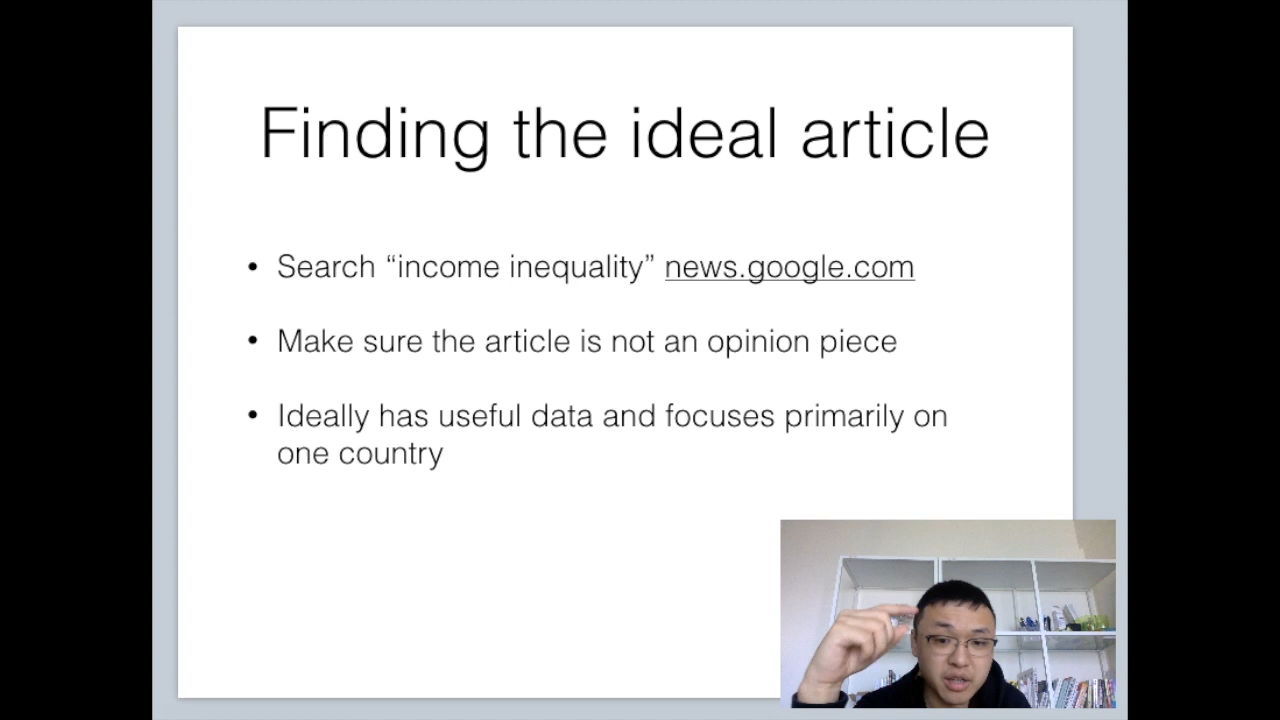 Finding the ideal article
• Search “income inequality” news.google.com
• Make sure the article is not an opinion piece
• Ideally has useful data and focuses primarily on
one country